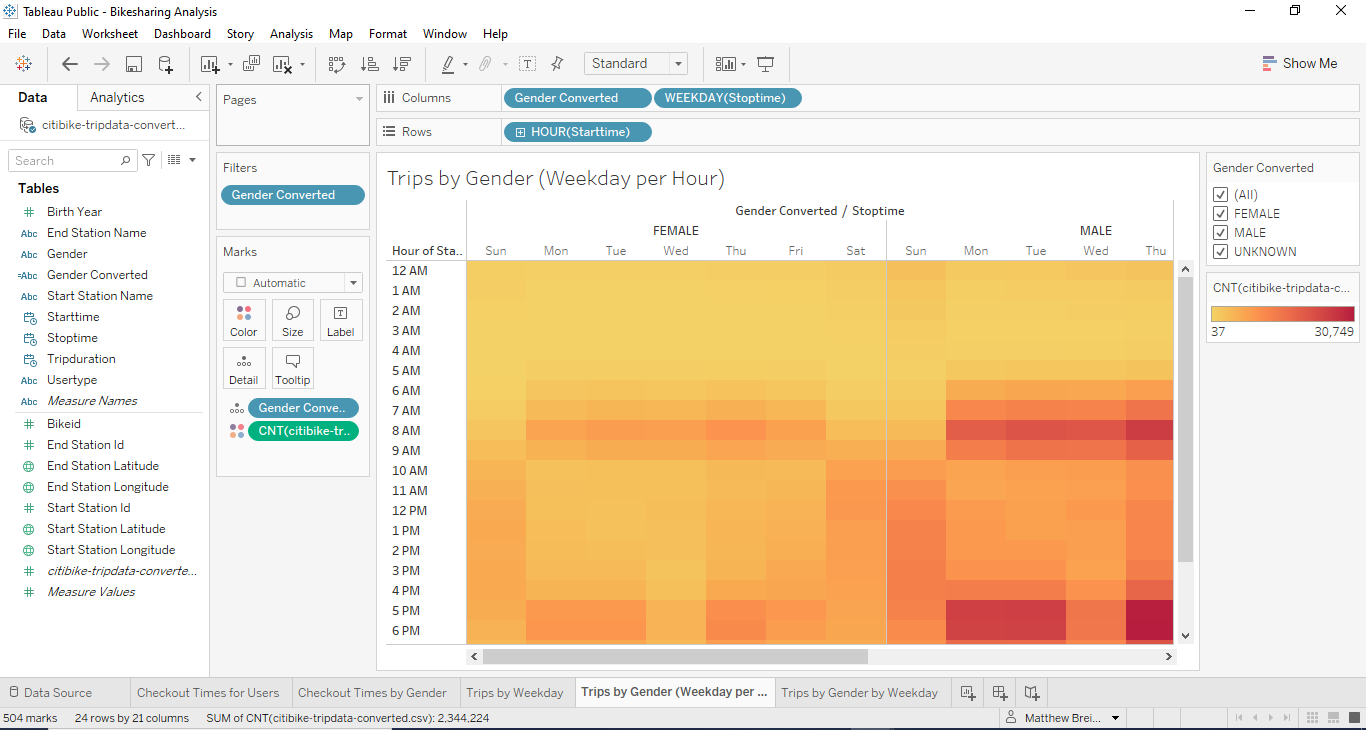 Tableau Public - Bikesharing Analysis
File Data Worksheet Dashboard Story Analysis Map Format Window Help
Standard
Show Me
Data Analytics
citibike-tripdata-convert...
Search
Tables
# Birth Year
Abc End Station Name
Abc Gender
=Abc Gender Converted
Abc Start Station Name
Starttime
Stoptime
Tripduration
Abc Usertype
Abc Measure Names
# Bikeid
# End Station Id
End Station Latitude
End Station Longitude
# Start Station Id
Start Station Latitude
Start Station Longitude
# citibike-tripdata-converte...
# Measure Values
Pages
Filters
Gender Converted
Marks
Automatic
Color Size Label
Detail Tooltip
Gender Conve..
CNT(citibike-tr..
Columns Gender Converted WEEKDAY(Stoptime)
Rows HOUR(Starttime)
Trips by Gender (Weekday per Hour)
Gender Converted / Stoptime
FEMALE MALE
Hour of Sta.. Sun Mon Tue Wed Thu Fri Sat Sun Mon Tue Wed Thu
12 AM
1 AM
2 AM
3 AM
4 AM
5 AM
6 AM
7 AM
8 AM
9 AM
10 AM
11 AM
12 PM
1 PM
2 PM
3 PM
4 PM
5 PM
6 PM
Gender Converted
(All)
FEMALE
MALE
UNKNOWN
CNT(citibike-tripdata-c...
37 30,749
Data Source Checkout Times for Users Checkout Times by Gender Trips by Weekday Trips by Gender (Weekday per ... Trips by Gender by Weekday
504 marks 24 rows by 21 columns SUM of CNT(citibike-tripdata-converted.csv): 2,344,224 Matthew Brei...